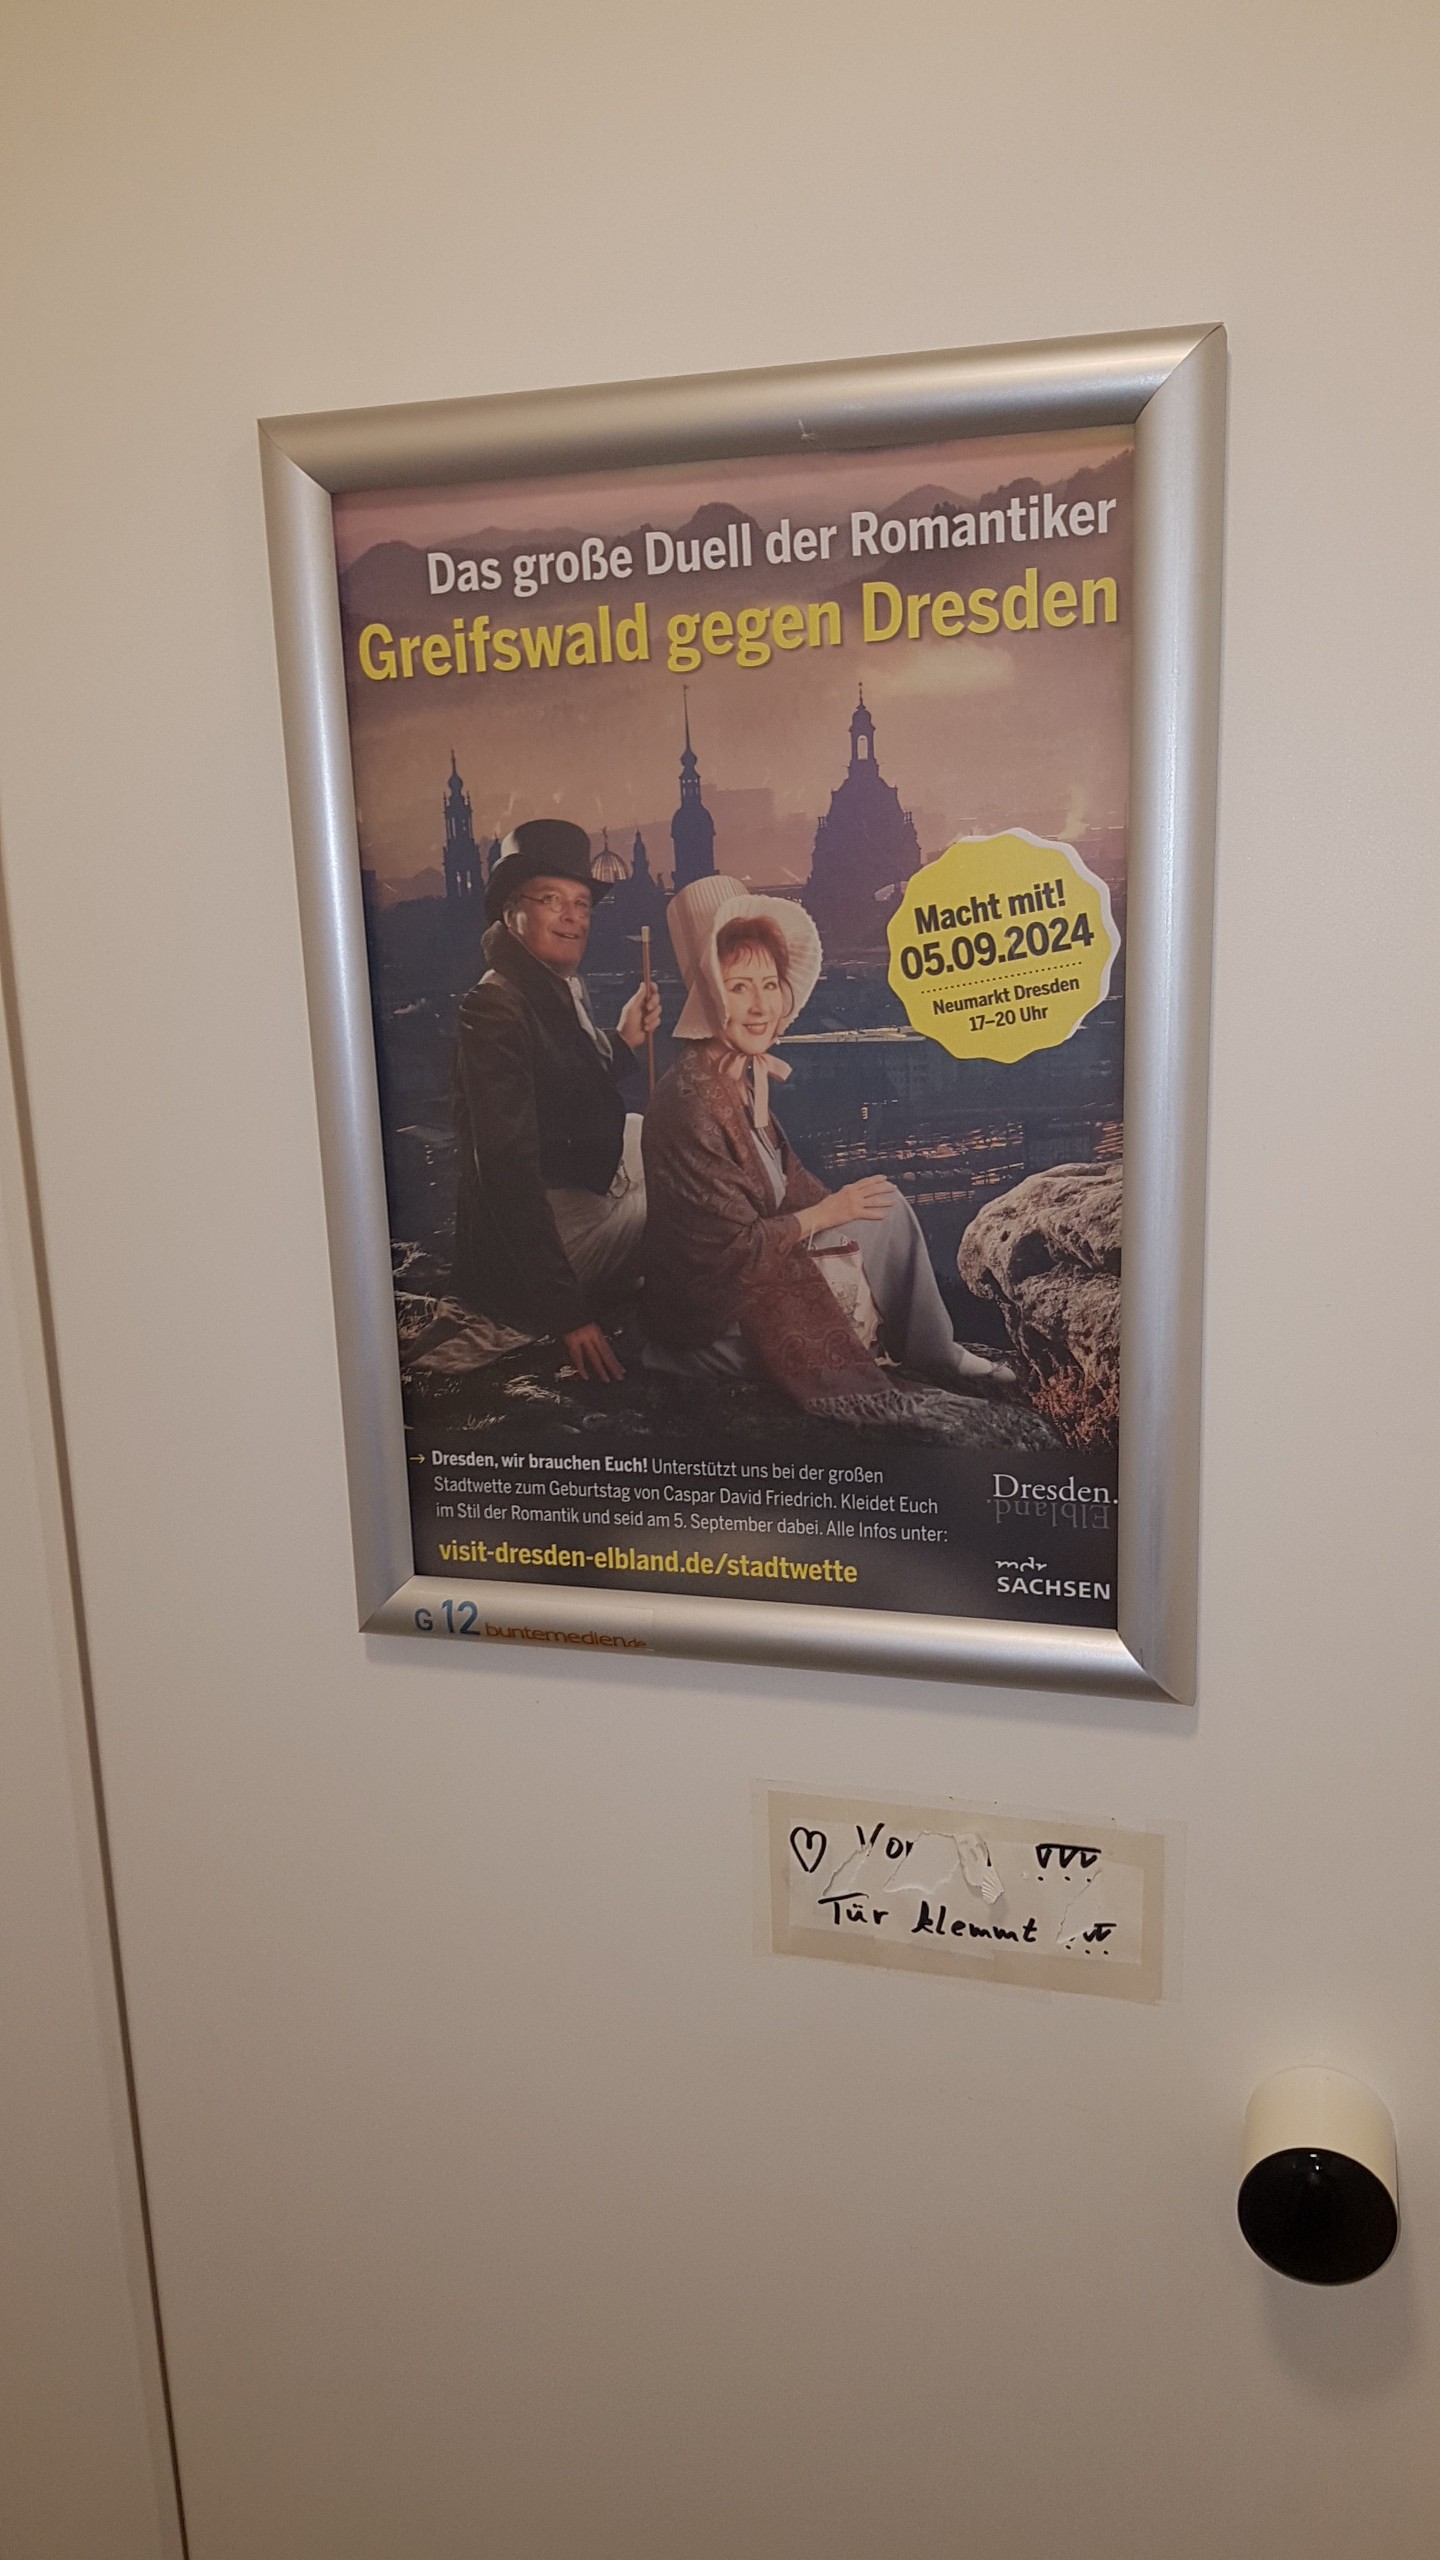 Das große Duell der Romantiker
Greifswald gegen Dresden
Macht mit!
05.09.2024
Neumarkt Dresden
17–20 Uhr
→ Dresden, wir brauchen Euch! Unterstützt uns bei der großen
Stadtwette zum Geburtstag von Caspar David Friedrich. Kleidet Euch
im Stil der Romantik und seid am 5. September dabei. Alle Infos unter:
visit-dresden-elbland.de/stadtwette
Dresden.
Elbland.
mdr
SACHSEN
G 12 buntemedien.de
Tür klemmt